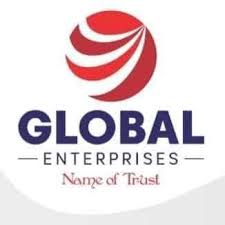 GLOBAL
ENTERPRISES
Name of Trust